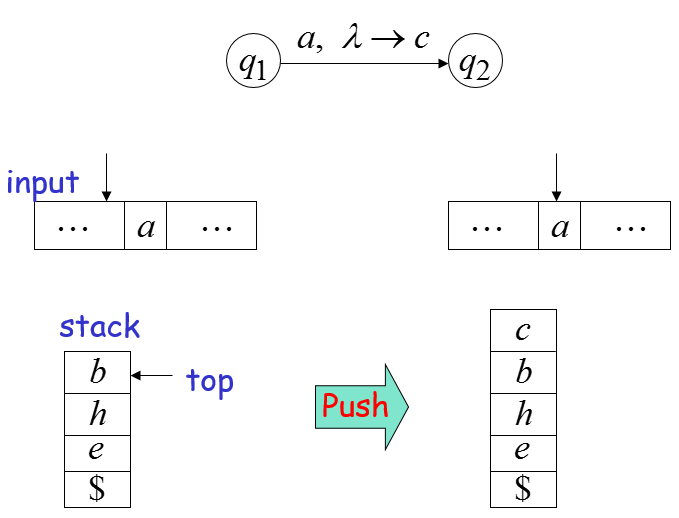 a, λ → c
q1 q2
input
… a … … a …
stack
c
b top b
Push
h h
e e
$ $